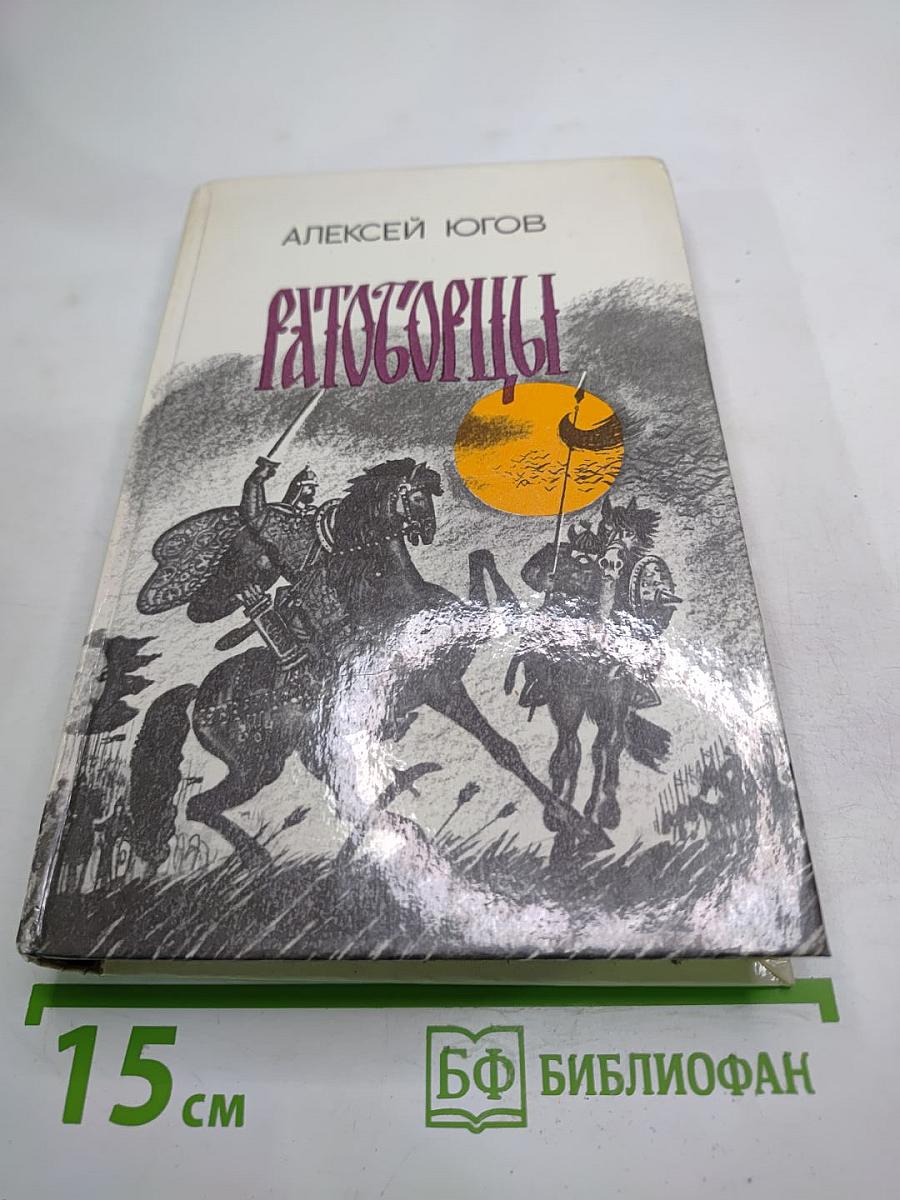 АЛЕКСЕЙ ЮГОВ
РАТОБОРЦЫ
15 см
БФ БИБЛИОФАН